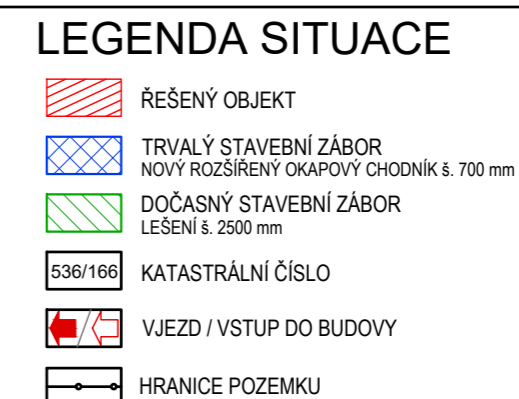 LEGENDA SITUACE
ŘEŠENÝ OBJEKT
TRVALÝ STAVEBNÍ ZÁBOR
NOVÝ ROZŠÍŘENÝ OKAPOVÝ CHODNÍK š. 700 mm
DOČASNÝ STAVEBNÍ ZÁBOR
LEŠENÍ š. 2500 mm
536/166 KATASTRÁLNÍ ČÍSLO
VJEZD / VSTUP DO BUDOVY
HRANICE POZEMKU